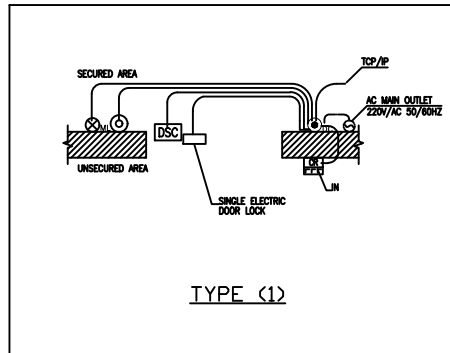 TCP/IP
SECURED AREA
AC MAIN OUTLET
220V/AC 50/60HZ
ML
DSC
UNSECURED AREA
CR
IN
SINGLE ELECTRIC
DOOR LOCK
TYPE (1)